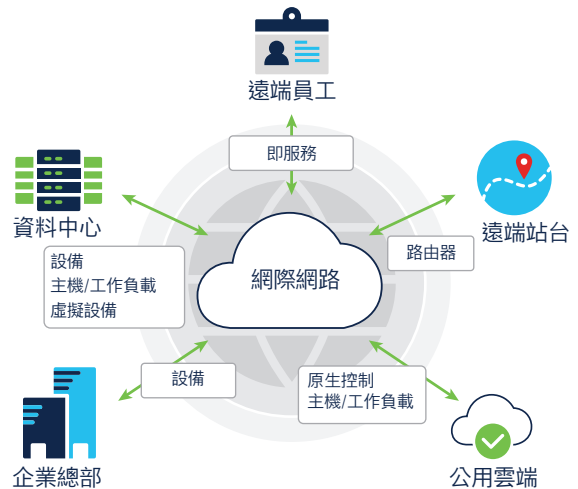 遠端員工
即服務
資料中心
設備
主機/工作負載
虛擬設備
網際網路
遠端站台
路由器
設備
企業總部
原生控制
主機/工作負載
公用雲端